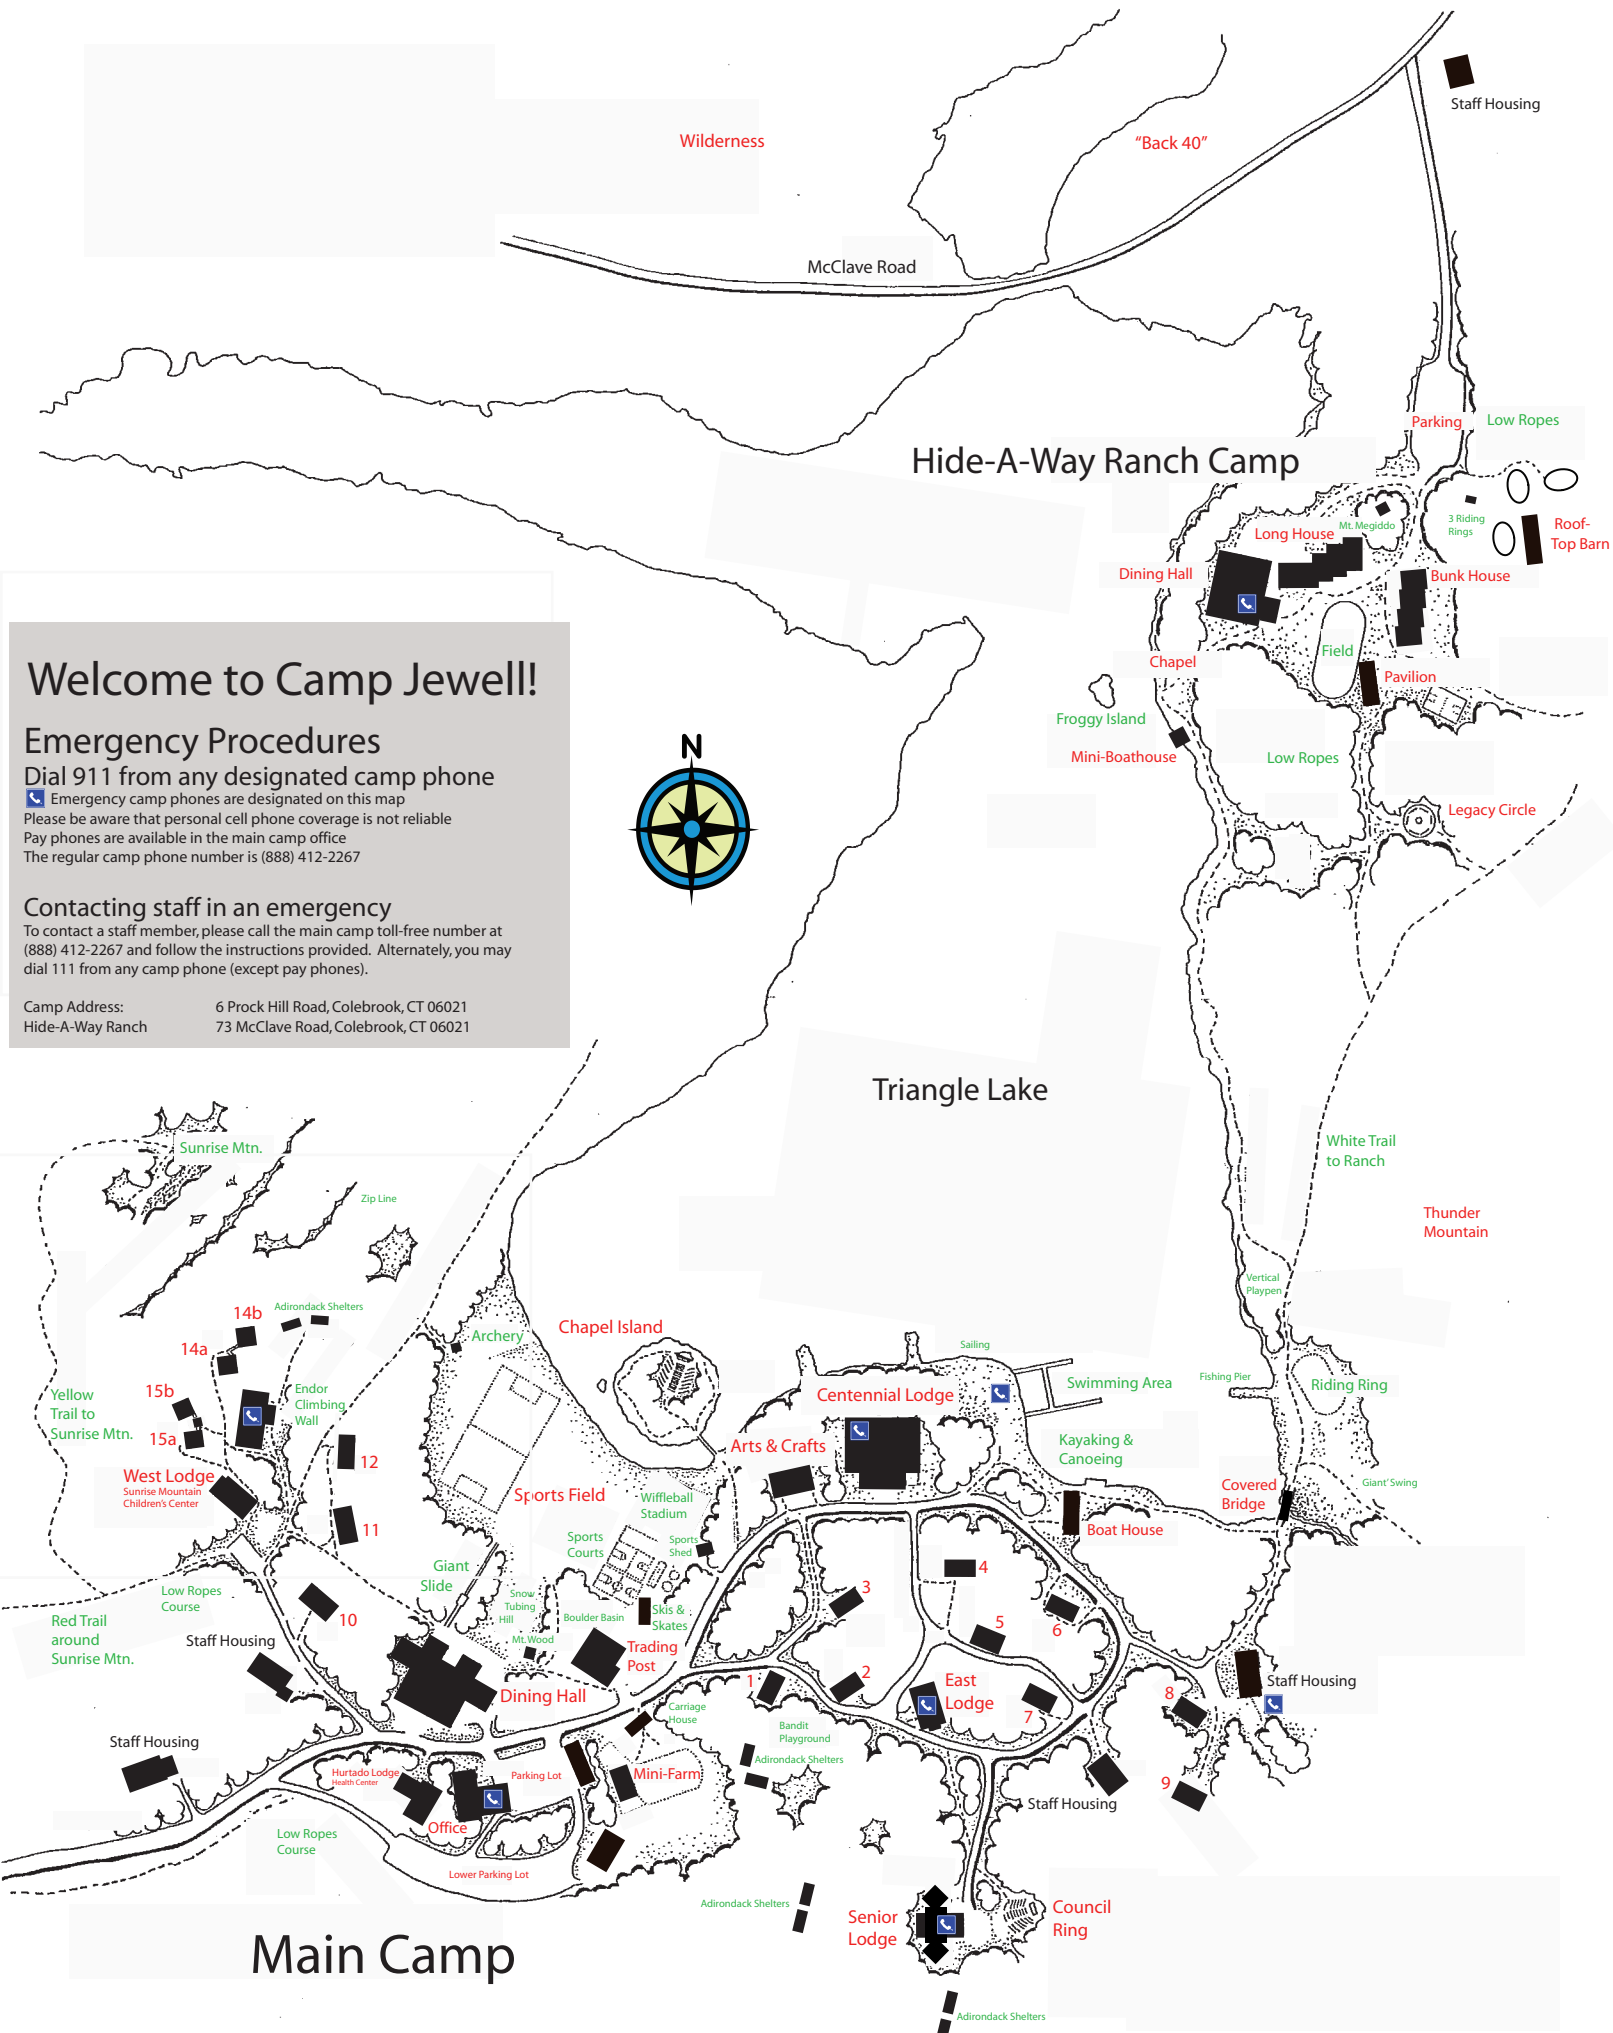 Staff Housing
Wilderness
"Back 40"
McClave Road
Parking
Low Ropes
Hide-A-Way Ranch Camp
Mt. Megiddo
3 Riding
Rings
Roof-
Top Barn
Long House
Dining Hall
Bunk House
Field
Chapel
Pavilion
Froggy Island
Mini-Boathouse
Low Ropes
Legacy Circle
Welcome to Camp Jewell!
Emergency Procedures
Dial 911 from any designated camp phone
Emergency camp phones are designated on this map
Please be aware that personal cell phone coverage is not reliable
Pay phones are available in the main camp office
The regular camp phone number is (888) 412-2267
Contacting staff in an emergency
To contact a staff member, please call the main camp toll-free number at
(888) 412-2267 and follow the instructions provided. Alternately, you may
dial 111 from any camp phone (except pay phones).
Camp Address: 6 Prock Hill Road, Colebrook, CT 06021
Hide-A-Way Ranch 73 McClave Road, Colebrook, CT 06021
N
Triangle Lake
White Trail
to Ranch
Thunder
Mountain
Vertical
Playpen
Sunrise Mtn.
Zip Line
14b
Adirondack Shelters
14a
15b
15a
Yellow
Trail to
Sunrise Mtn.
Endor
Climbing
Wall
West Lodge
Sunrise Mountain
Children's Center
12
11
Archery
Chapel Island
Sailing
Centennial Lodge
Swimming Area
Fishing Pier
Riding Ring
Arts & Crafts
Kayaking &
Canoeing
Sports Field
Wiffleball
Stadium
Covered
Bridge
Giant' Swing
Boat House
Sports
Courts
Sports
Shed
Giant
Slide
Snow
Tubing
Hill
Boulder Basin
Skis &
Skates
Mt. Wood
Trading
Post
Low Ropes
Course
10
Red Trail
around
Sunrise Mtn.
Staff Housing
Dining Hall
3
4
5
6
1
2
East
Lodge
7
8
Staff Housing
9
Carriage
House
Bandit
Playground
Adirondack Shelters
Staff Housing
Staff Housing
Hurtado Lodge
Health Center
Parking Lot
Mini-Farm
Office
Low Ropes
Course
Lower Parking Lot
Adirondack Shelters
Senior
Lodge
Council
Ring
Main Camp
Adirondack Shelters